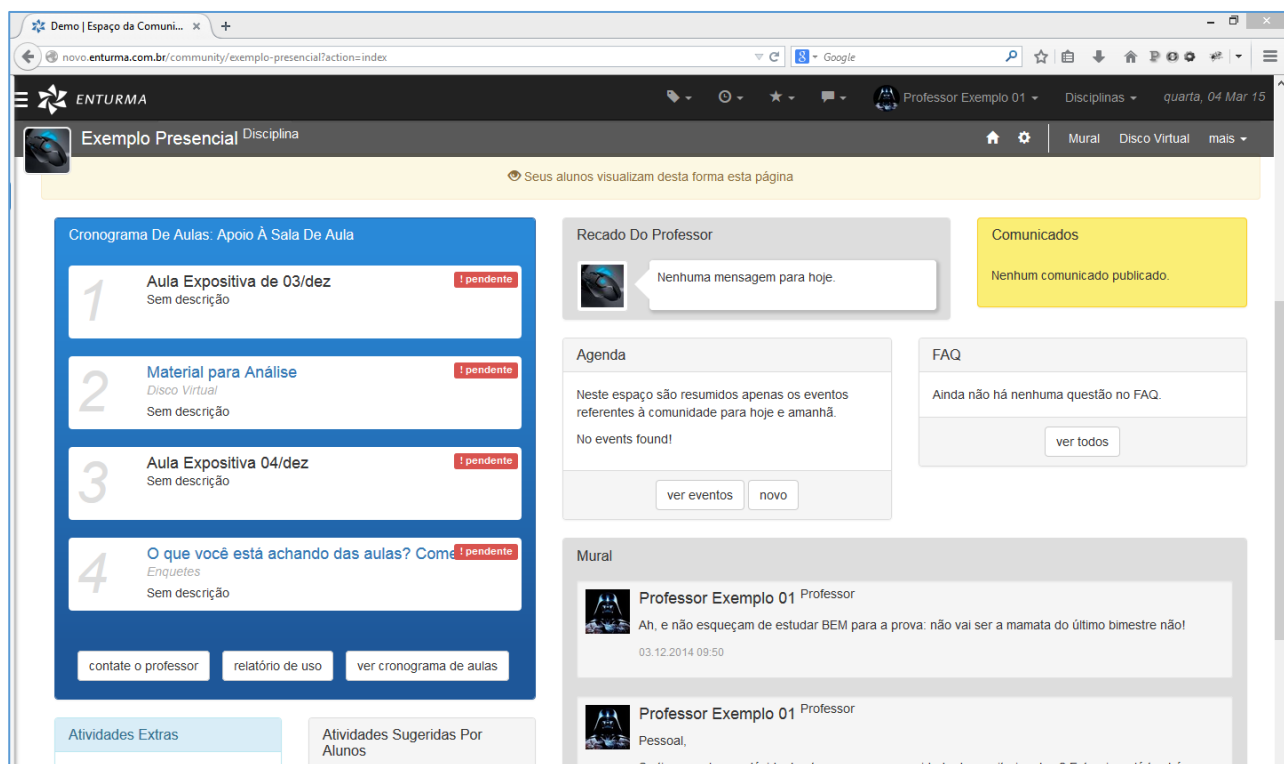 Demo | Espaço da Comuni...
novo.enturma.com.br/community/exemplo-presencial?action=index
Google
ENTURMA
Professor Exemplo 01
Disciplinas
quarta, 04 Mar 15
Exemplo Presencial Disciplina
Mural
Disco Virtual
mais
Seus alunos visualizam desta forma esta página
Cronograma De Aulas: Apoio À Sala De Aula
1
Aula Expositiva de 03/dez
! pendente
Sem descrição
2
Material para Análise
! pendente
Disco Virtual
Sem descrição
3
Aula Expositiva 04/dez
! pendente
Sem descrição
4
O que você está achando das aulas? Come
! pendente
Enquetes
Sem descrição
contate o professor
relatório de uso
ver cronograma de aulas
Atividades Extras
Atividades Sugeridas Por
Alunos
Recado Do Professor
Nenhuma mensagem para hoje.
Comunicados
Nenhum comunicado publicado.
Agenda
Neste espaço são resumidos apenas os eventos
referentes à comunidade para hoje e amanhã.
No events found!
ver eventos
novo
FAQ
Ainda não há nenhuma questão no FAQ.
ver todos
Mural
Professor Exemplo 01 Professor
Ah, e não esqueçam de estudar BEM para a prova: não vai ser a mamata do último bimestre não!
03.12.2014 09:50
Professor Exemplo 01 Professor
Pessoal,